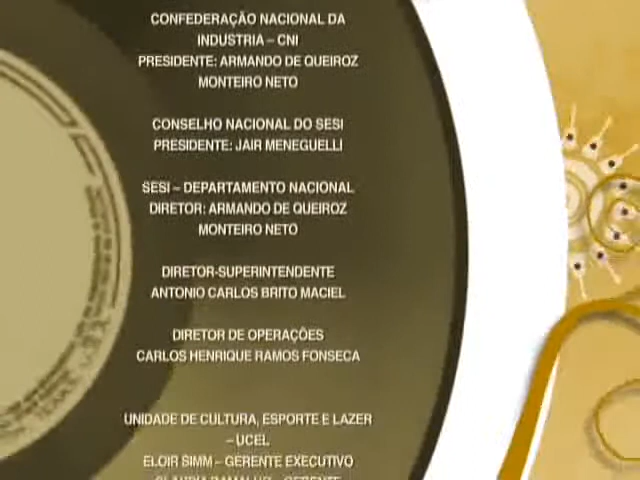 CONFEDERAÇÃO NACIONAL DA
INDUSTRIA – CNI
PRESIDENTE: ARMANDO DE QUEIROZ
MONTEIRO NETO
CONSELHO NACIONAL DO SESI
PRESIDENTE: JAIR MENEGUELLI
SESI – DEPARTAMENTO NACIONAL
DIRETOR: ARMANDO DE QUEIROZ
MONTEIRO NETO
DIRETOR-SUPERINTENDENTE
ANTONIO CARLOS BRITO MACIEL
DIRETOR DE OPERAÇÕES
CARLOS HENRIQUE RAMOS FONSECA
UNIDADE DE CULTURA, ESPORTE E LAZER
– UCEL
ELOIR SIMM – GERENTE EXECUTIVO